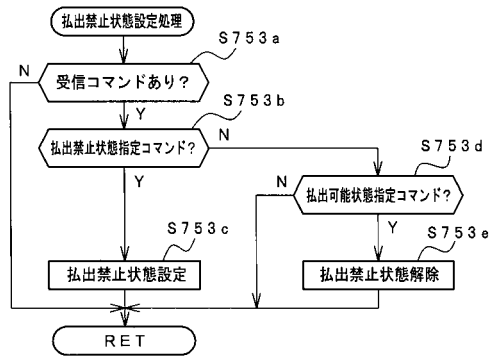 払出禁止状態設定処理
S753a
N
受信コマンドあり?
S753b
Y
N
払出禁止状態指定コマンド?
S753d
Y
N
払出可能状態指定コマンド?
Y
S753c
S753e
払出禁止状態設定
払出禁止状態解除
RET